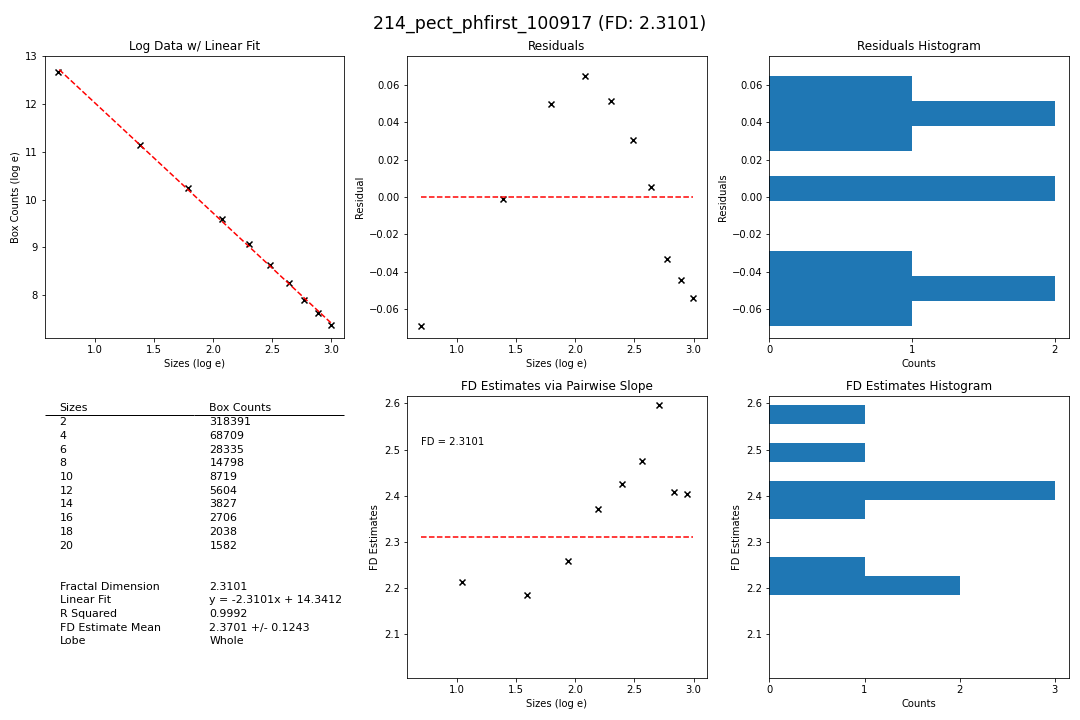 214_pect_phfirst_100917 (FD: 2.3101)
Log Data w/ Linear Fit
13
12
11
10
9
8
Box Counts (log e)
1.0 1.5 2.0 2.5 3.0
Sizes (log e)
Residuals
0.06
0.04
0.02
0.00
−0.02
−0.04
−0.06
Residual
1.0 1.5 2.0 2.5 3.0
Sizes (log e)
Residuals Histogram
0.06
0.04
0.02
0.00
−0.02
−0.04
−0.06
Residuals
0 1 2
Counts
Sizes Box Counts
2 318391
4 68709
6 28335
8 14798
10 8719
12 5604
14 3827
16 2706
18 2038
20 1582
Fractal Dimension 2.3101
Linear Fit y = -2.3101x + 14.3412
R Squared 0.9992
FD Estimate Mean 2.3701 +/- 0.1243
Lobe Whole
FD Estimates via Pairwise Slope
2.6
2.5
2.4
2.3
2.2
2.1
FD Estimates
FD = 2.3101
1.0 1.5 2.0 2.5 3.0
Sizes (log e)
FD Estimates Histogram
2.6
2.5
2.4
2.3
2.2
2.1
FD Estimates
0 1 2 3
Counts